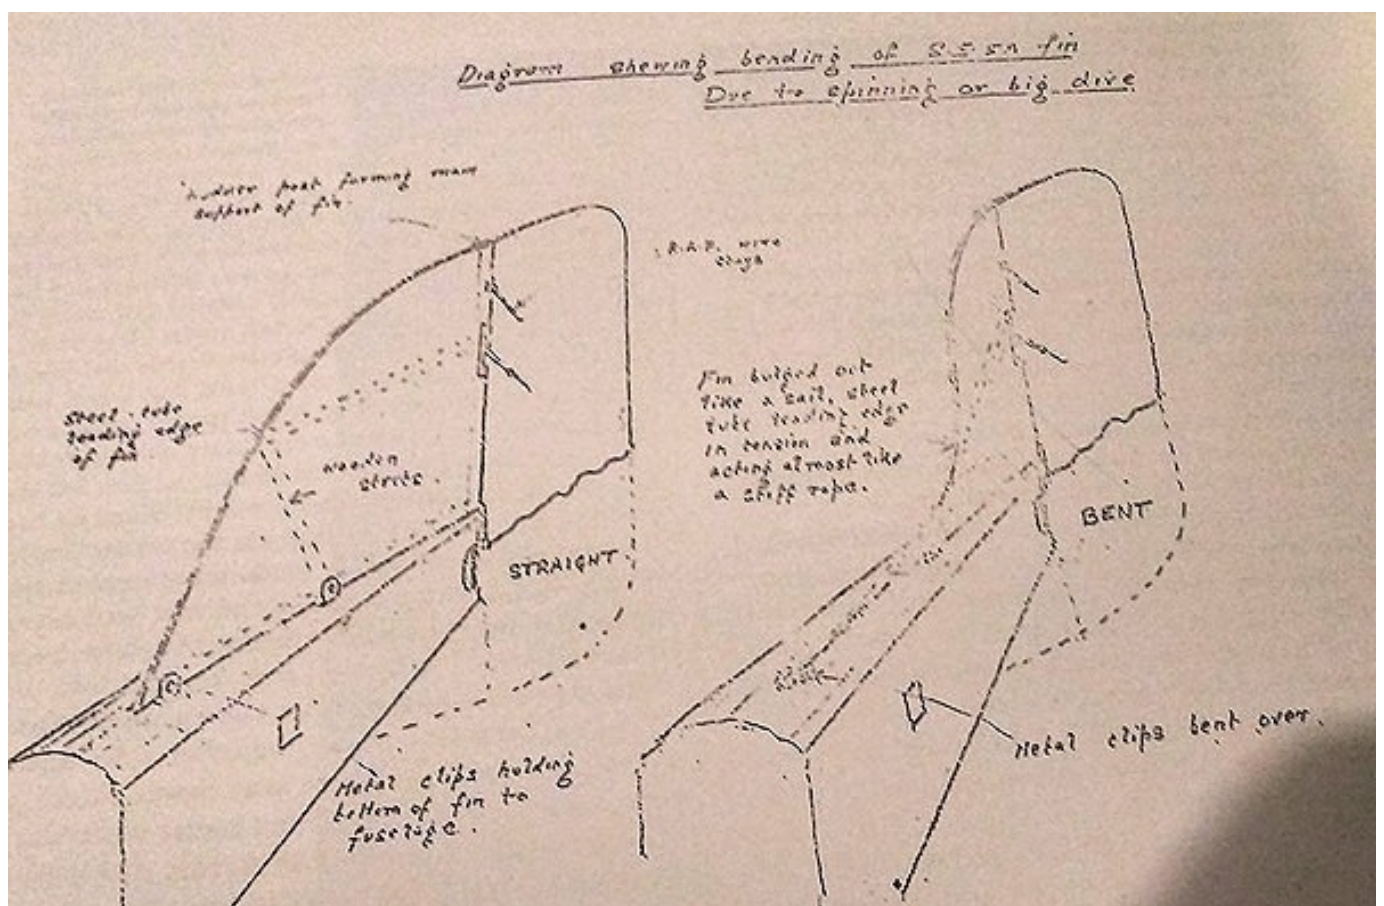 Diagram shewing bending of S.E.5A fin
Due to spinning or big dive
Rudder post forming main
support of fin.
R.A.F. wire
stays
Steel tube
leading edge
of fin
wooden
struts
Fin bulged out
like a sail, steel
tube leading edge
in tension and
acting almost like
a stiff rope.
STRAIGHT
BENT
Metal clips holding
bottom of fin to
fuselage.
Metal clips bent over.